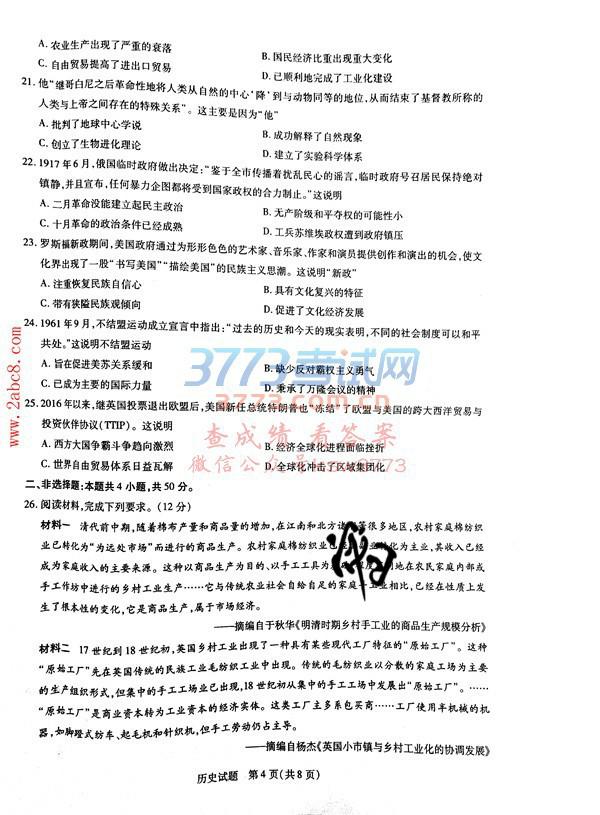 A. 农业生产出现了严重的衰落 B. 国民经济比重出现重大变化
C. 自由贸易提高了进出口贸易 D. 已顺利地完成了工业化建设
21. 他“继哥白尼之后革命性地将人类从自然的中心‘降’到与动物同等的地位,从而结束了基督教所称的
人类与上帝之间存在的特殊关系”。这主要是因为“他”
A. 批判了地球中心学说 B. 成功解释了自然现象
C. 创立了生物进化理论 D. 建立了实验科学体系
22. 1917 年 6 月,俄国临时政府做出决定:“鉴于全市传播着扰乱民心的谣言,临时政府号召居民保持绝对
镇静,并且宣布,任何暴力企图都将受到国家政权的合力制止。”这说明
A. 二月革命没能建立起民主政治 B. 无产阶级和平夺权的可能性小
C. 十月革命的政治条件已经成熟 D. 工兵苏维埃政权遭到政府镇压
23. 罗斯福新政期间,美国政府通过为形形色色的艺术家、音乐家、作家和演员提供创作和演出的机会,使文
化界出现了一股“书写美国”“描绘美国”的民族主义思潮。这说明“新政”
A. 注重恢复民族自信心 B. 具有文化复兴的特征
C. 带有狭隘民族观倾向 D. 促进了文化经济发展
24. 1961 年 9 月,不结盟运动成立宣言中指出:“过去的历史和今天的现实表明,不同的社会制度可以和平
共处。”这说明不结盟运动
A. 旨在促进美苏关系缓和 B. 缺少反对霸权主义勇气
C. 已成为主要的国际力量 D. 秉承了万隆会议的精神
25. 2016 年以来,继英国投票退出欧盟后,美国新任总统特朗普也“冻结”了欧盟与美国的跨大西洋贸易与
投资伙伴协议(TTIP)。这说明
A. 西方大国争霸斗争趋向激烈 B. 经济全球化进程面临挫折
C. 世界自由贸易体系日益瓦解 D. 全球化冲击了区域集团化
二、非选择题:本题共 4 小题,共 50 分。
26. 阅读材料,完成下列要求。(12 分)
材料一 清代前中期,随着棉布产量和商品量的增加,在江南和北方 等很多地区,农村家庭棉纺织
业已转化为“为远处市场”而进行的商品生产。农村家庭棉纺织业 转化为主业,其收入已经
成为家庭收入的主要来源。这种以商品生产为目的、以手工工具为 地在农民家庭内部或
手工作坊中进行的乡村工业生产……它与传统农业社会自给自足的家庭 工业相比,已经在性质上发
生了根本性的变化,它是商品生产,属于市场经济。
——摘编自于秋华《明清时期乡村手工业的商品生产规模分析》
材料二 17 世纪到 18 世纪初,英国乡村工业出现了一种具有某些现代工厂特征的“原始工厂”。这种
“原始工厂”先在英国传统的民族工业毛纺织业中出现。传统的毛纺织业以分散的家庭工场为主要
的生产组织形式,但集中的手工工场业已出现,18 世纪初从集中的手工工场中发展出“原始工厂”。……
“原始工厂”是商业资本转为工业资本的经济实体。这类工厂主多系包买商……工厂使用半机械的机
器,如脚蹬式纺车、起毛机和针织机,但手工劳动仍占主导。
——摘编自杨杰《英国小市镇与乡村工业化的协调发展》
历史试题 第 4 页(共 8 页)
www.2abc8.com
3773考试网
www.3773.com.cn
查成绩 看答案